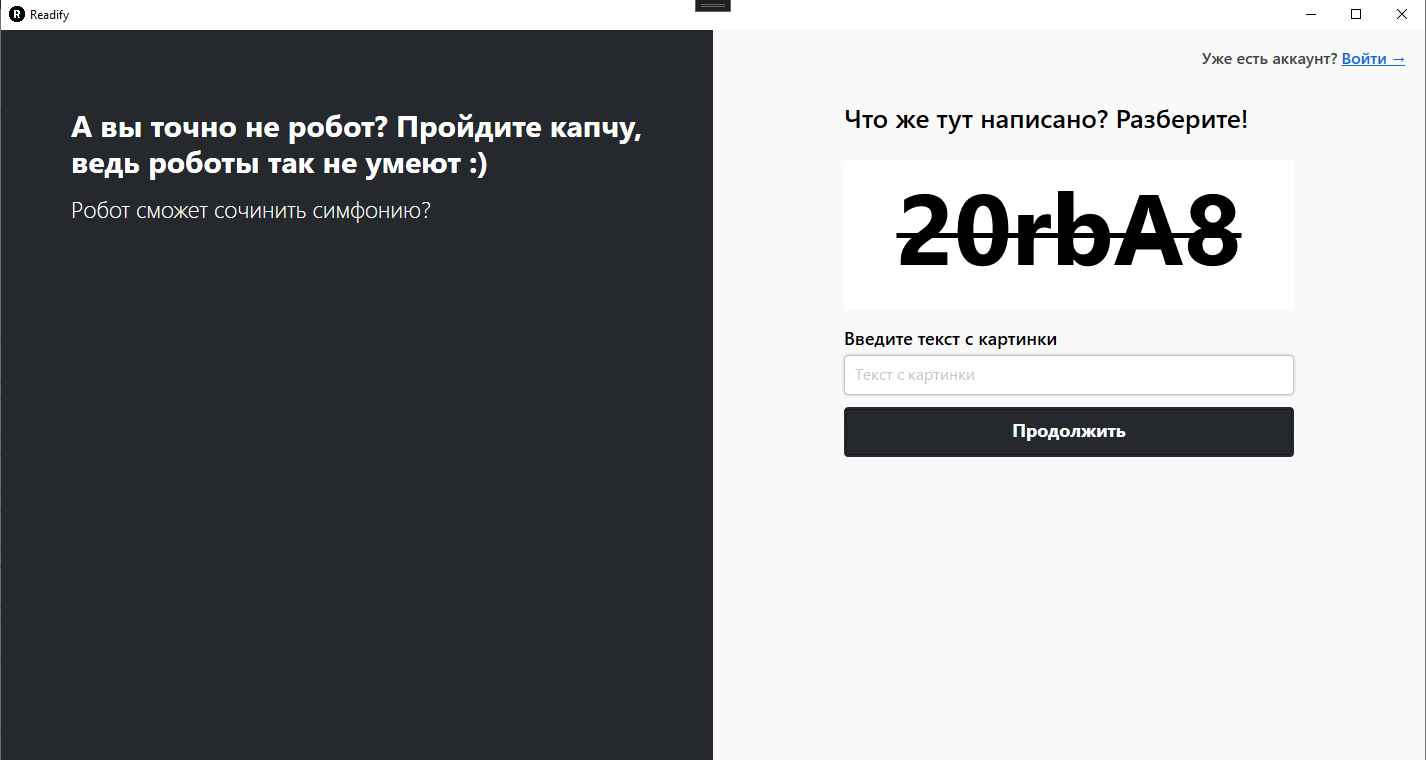 Readify
Уже есть аккаунт? Войти →
А вы точно не робот? Пройдите капчу,
ведь роботы так не умеют :)
Робот сможет сочинить симфонию?
Что же тут написано? Разберите!
20rbA8
Введите текст с картинки
Текст с картинки
Продолжить